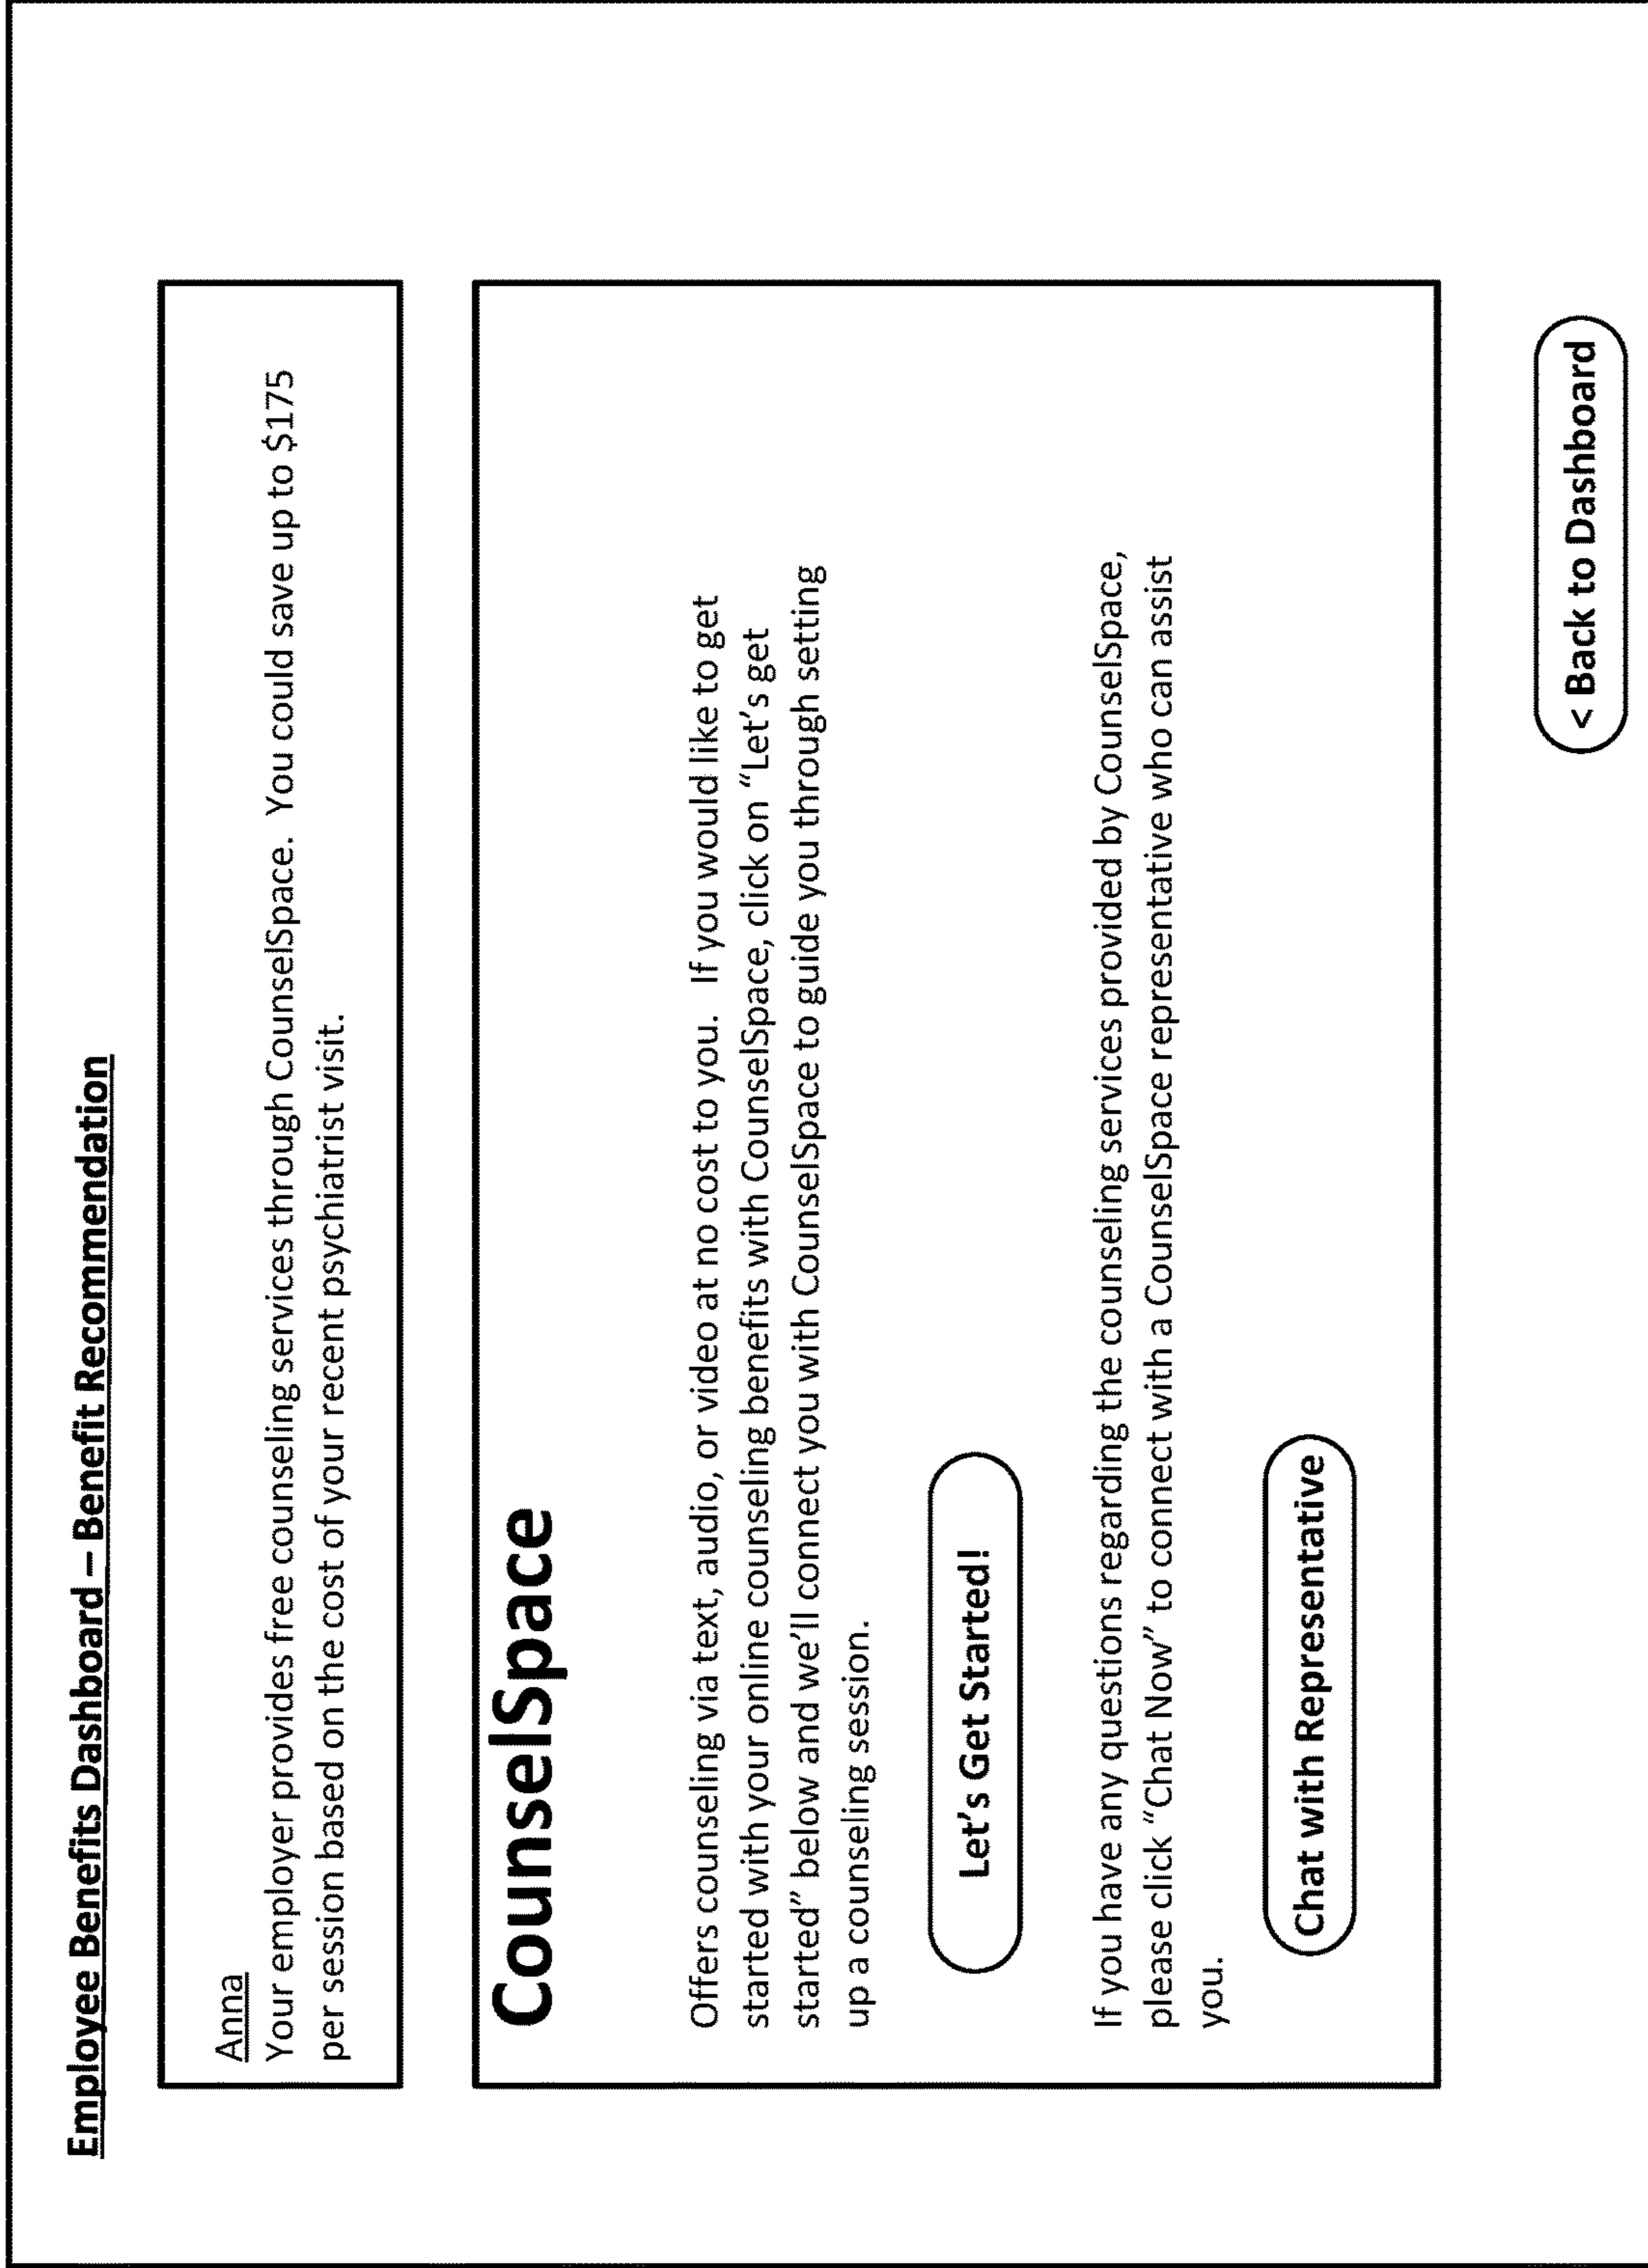 Employee Benefits Dashboard – Benefit Recommendation
Anna
Your employer provides free counseling services through CounselSpace.  You could save up to $175
per session based on the cost of your recent psychiatrist visit.
CounselSpace
Offers counseling via text, audio, or video at no cost to you.  If you would like to get
started with your online counseling benefits with CounselSpace, click on “Let’s get
started” below and we’ll connect you with CounselSpace to guide you through setting
up a counseling session.
Let’s Get Started!
If you have any questions regarding the counseling services provided by CounselSpace,
please click “Chat Now” to connect with a CounselSpace representative who can assist
you.
Chat with Representative
< Back to Dashboard